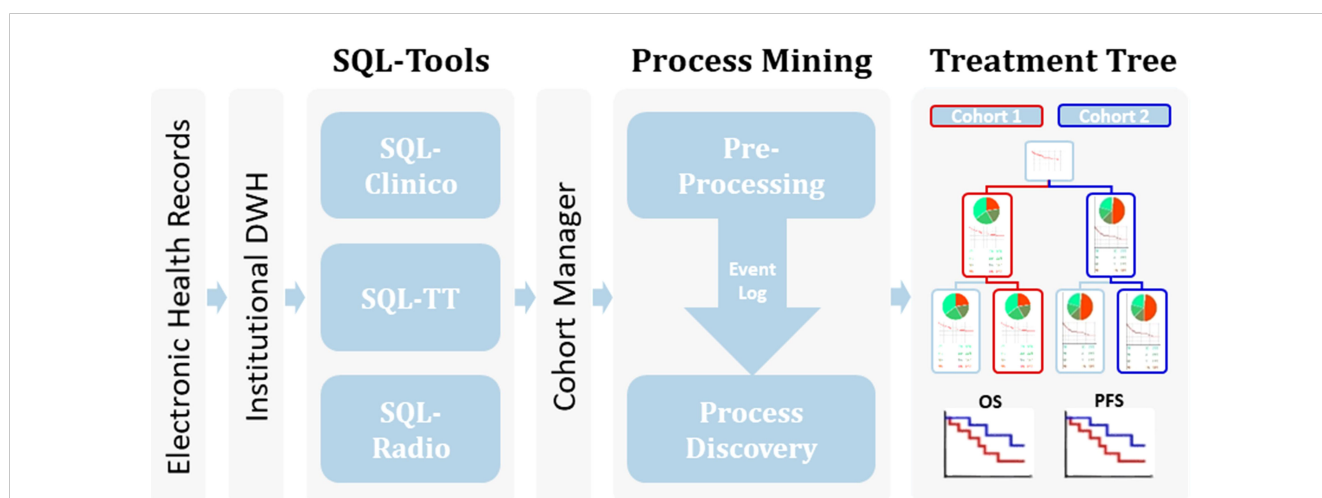 SQL-Tools
Process Mining
Treatment Tree
Electronic Health Records
Institutional DWH
SQL-
Clinico
SQL-TT
SQL-
Radio
Cohort Manager
Pre-
Processing
Event
Log
Process
Discovery
Cohort 1
Cohort 2
OS
PFS